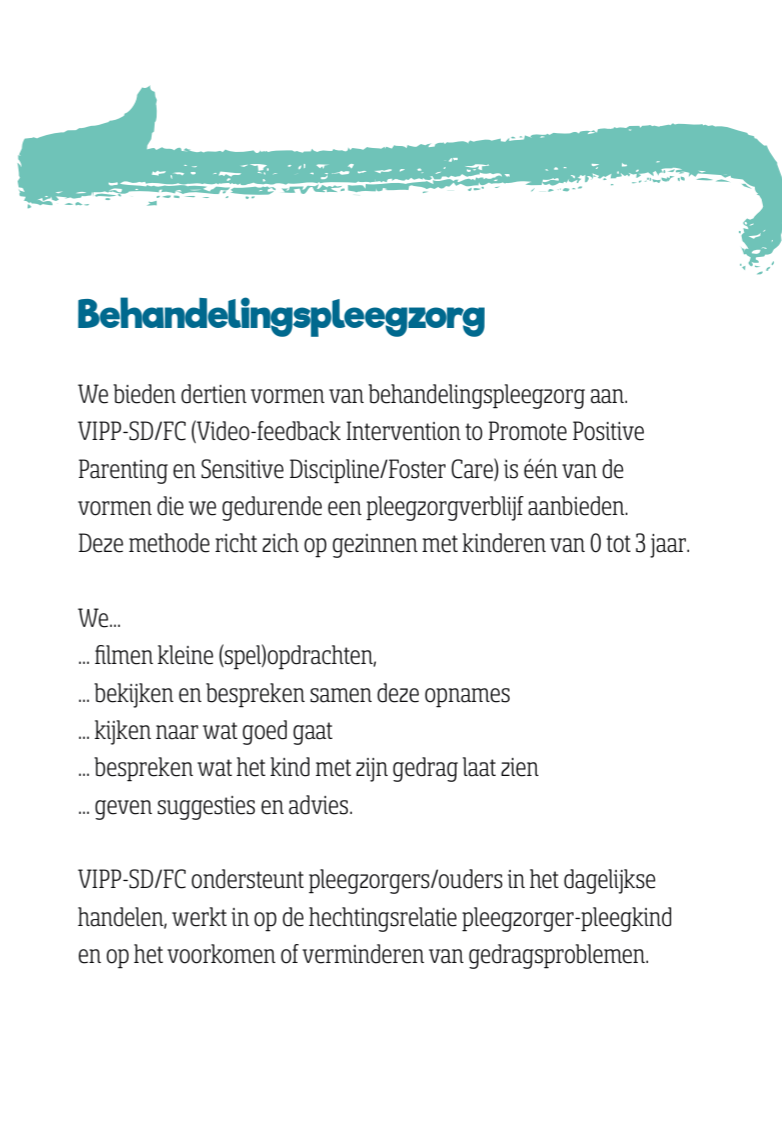 Behandelingspleegzorg
We bieden dertien vormen van behandelingspleegzorg aan.
VIPP-SD/FC (Video-feedback Intervention to Promote Positive
Parenting en Sensitive Discipline/Foster Care) is één van de
vormen die we gedurende een pleegzorgverblijf aanbieden.
Deze methode richt zich op gezinnen met kinderen van 0 tot 3 jaar.
We...
... filmen kleine (spel)opdrachten,
... bekijken en bespreken samen deze opnames
... kijken naar wat goed gaat
... bespreken wat het kind met zijn gedrag laat zien
... geven suggesties en advies.
VIPP-SD/FC ondersteunt pleegzorgers/ouders in het dagelijkse
handelen, werkt in op de hechtingsrelatie pleegzorger-pleegkind
en op het voorkomen of verminderen van gedragsproblemen.